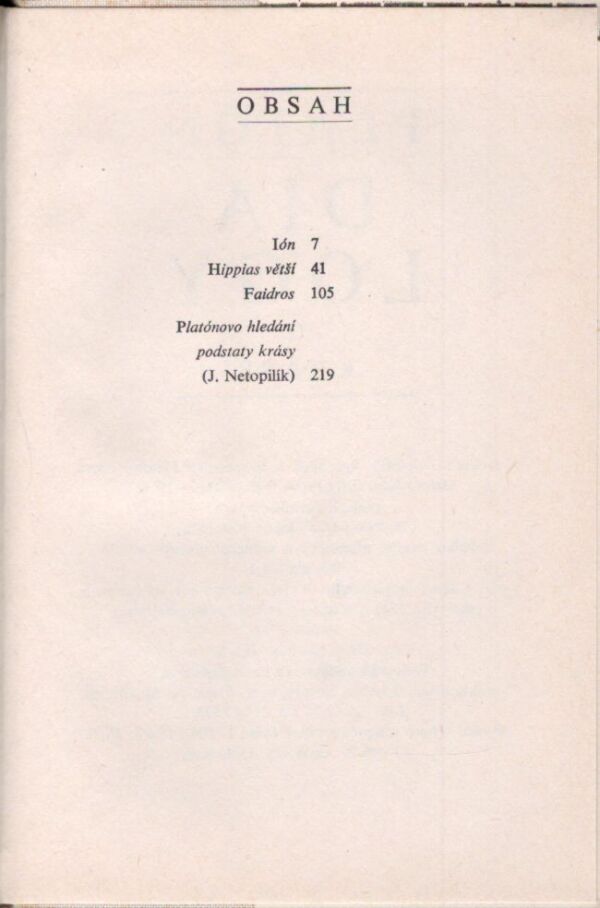 OBSAH
Ión 7
Hippias větší 41
Faidros 105
Platónovo hledání
podstaty krásy
(J. Netopilík) 219